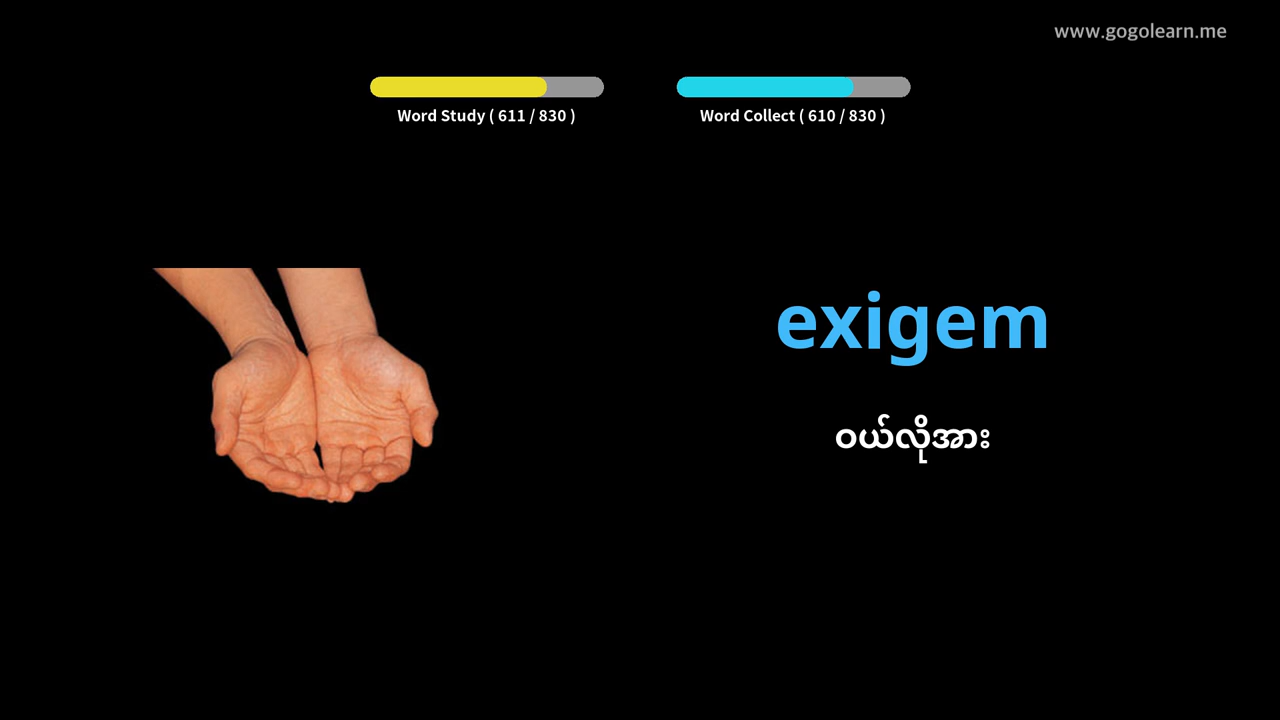 www.gogolearn.me
Word Study ( 611 / 830 )
Word Collect ( 610 / 830 )
exigem
ဝယ်လိုအား